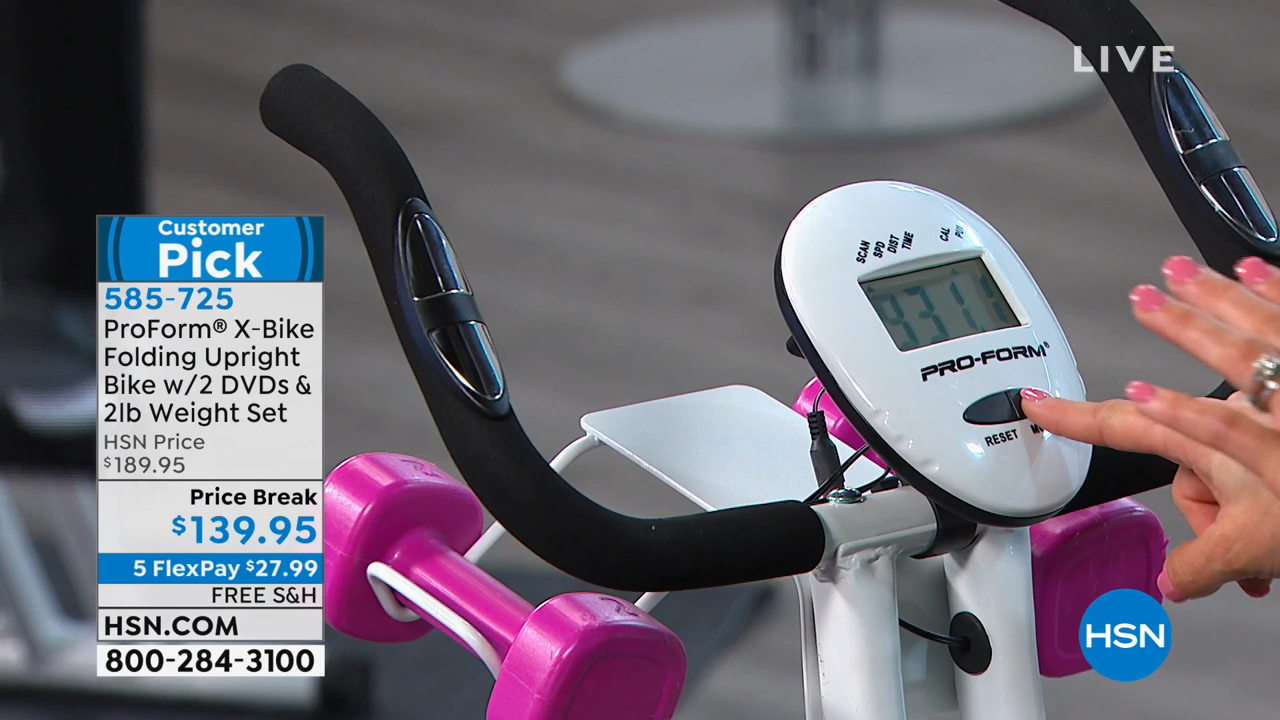 LIVE
Customer
Pick
585-725
ProForm® X-Bike
Folding Upright
Bike w/2 DVDs &
2lb Weight Set
HSN Price
$189.95
Price Break
$139.95
5 FlexPay $27.99
FREE S&H
HSN.COM
800-284-3100
SCAN
SPD
DIST
TIME
CAL
PRO-FORM®
RESET
2
2
HSN